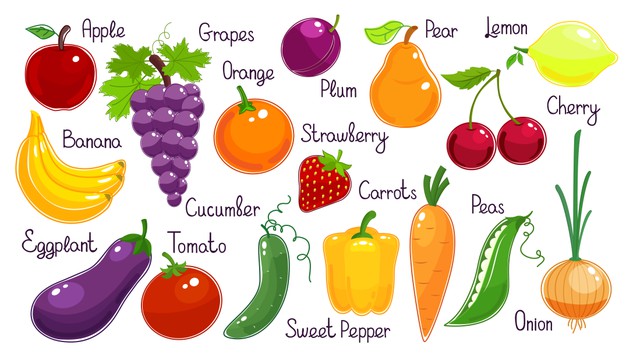 Apple
Grapes
Pear
Lemon
Orange
Plum
Cherry
Banana
Strawberry
Cucumber
Carrots
Peas
Eggplant
Tomato
Sweet Pepper
Onion